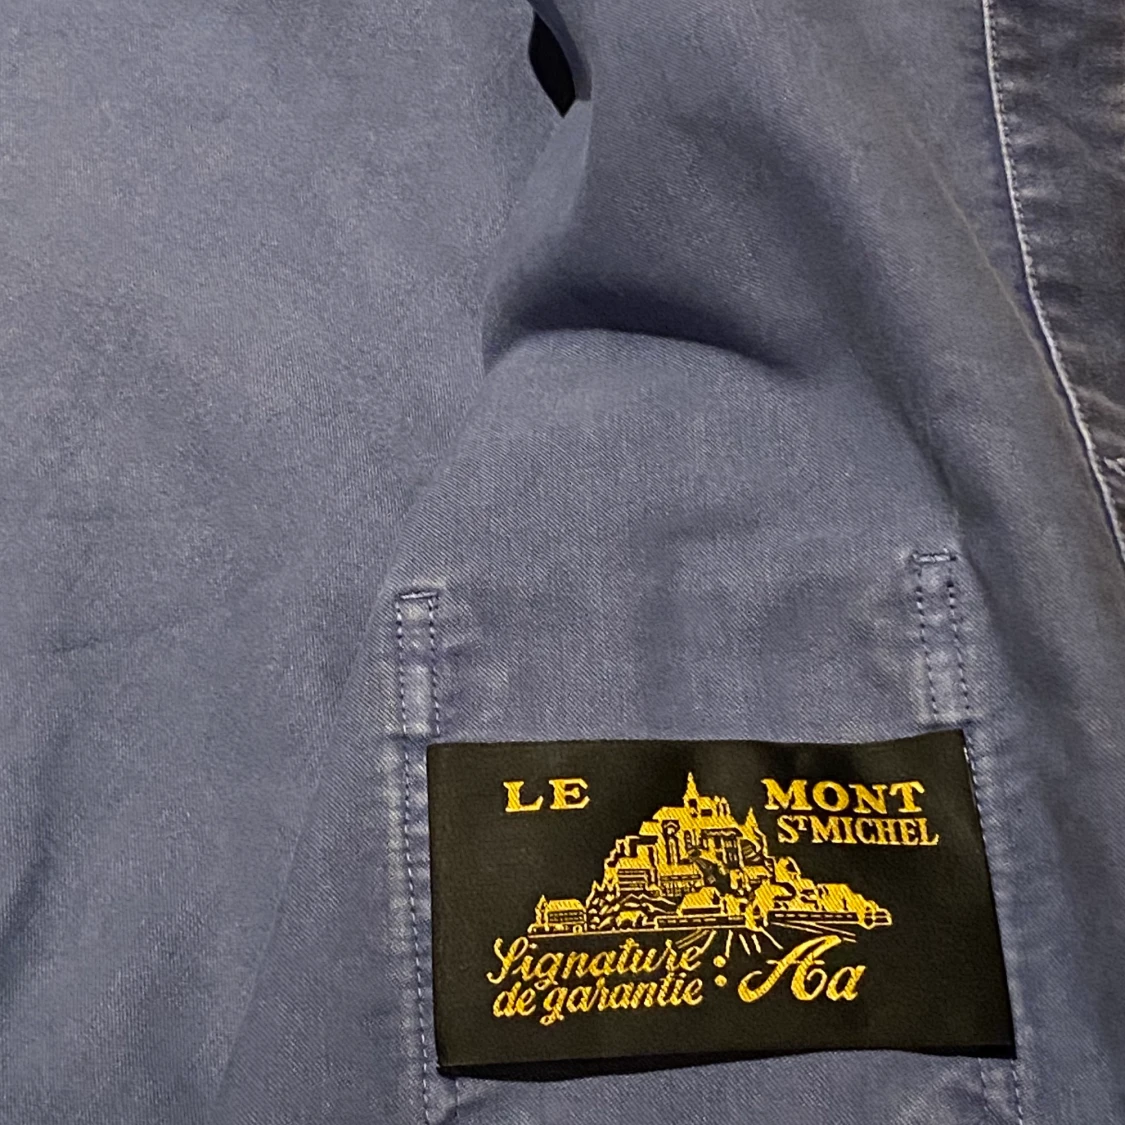 LE MONT
ST MICHEL
Signature : Aa
de garantie